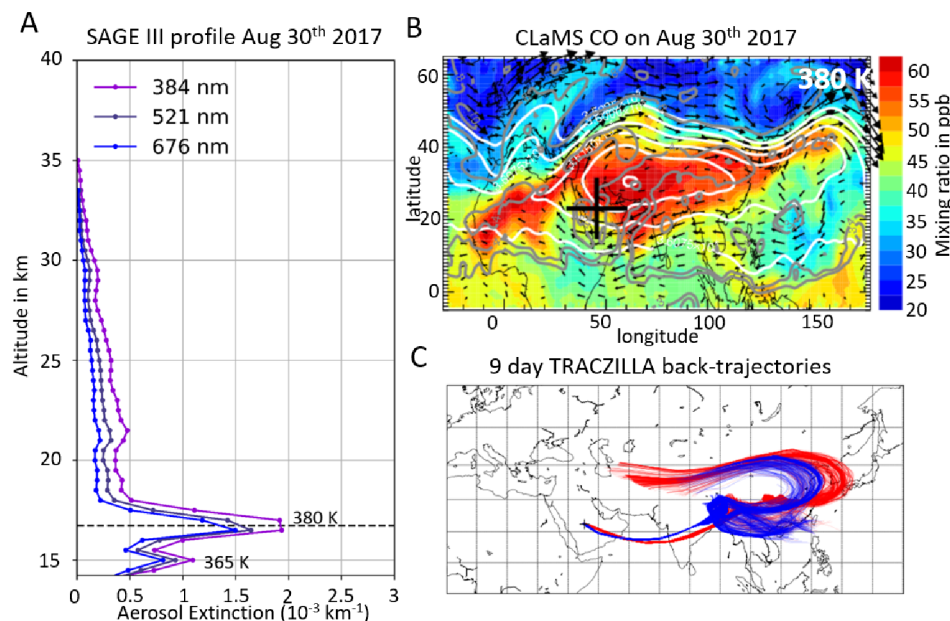 A
SAGE III profile Aug 30th 2017
40
35
30
25
20
15
Altitude in km
384 nm
521 nm
676 nm
380 K
365 K
0
0.5
1
1.5
2
2.5
3
Aerosol Extinction (10-3 km-1)
B
CLaMS CO on Aug 30th 2017
380 K
60
40
20
0
latitude
0
50
100
150
longitude
60
55
50
45
40
35
30
25
20
Mixing ratio in ppb
C
9 day TRACZILLA back-trajectories